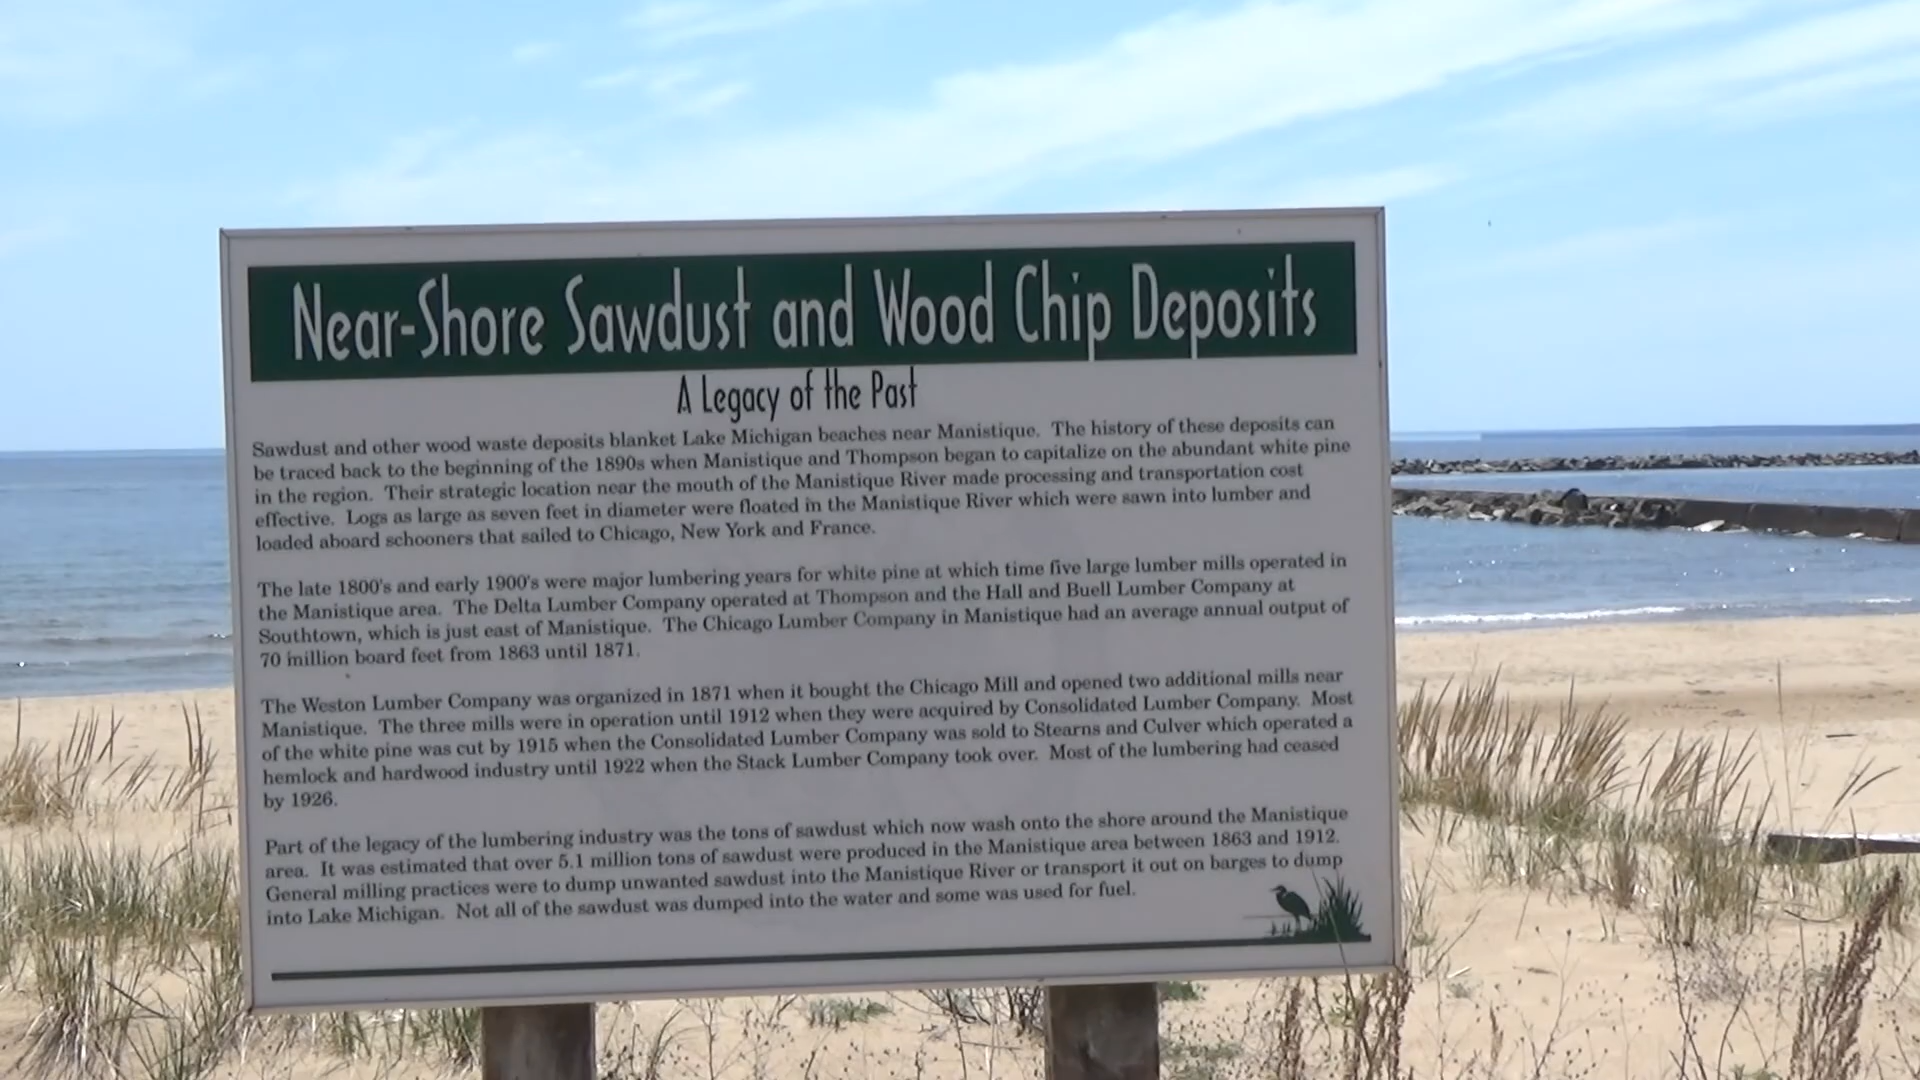 Near-Shore Sawdust and Wood Chip Deposits
A Legacy of the Past
Sawdust and other wood waste deposits blanket Lake Michigan beaches near Manistique. The history of these deposits can
be traced back to the beginning of the 1890s when Manistique and Thompson began to capitalize on the abundant white pine
in the region. Their strategic location near the mouth of the Manistique River made processing and transportation cost
effective. Logs as large as seven feet in diameter were floated in the Manistique River which were sawn into lumber and
loaded aboard schooners that sailed to Chicago, New York and France.
The late 1800's and early 1900's were major lumbering years for white pine at which time five large lumber mills operated in
the Manistique area. The Delta Lumber Company operated at Thompson and the Hall and Buell Lumber Company at
Southtown, which is just east of Manistique. The Chicago Lumber Company in Manistique had an average annual output of
70 million board feet from 1863 until 1871.
The Weston Lumber Company was organized in 1871 when it bought the Chicago Mill and opened two additional mills near
Manistique. The three mills were in operation until 1912 when they were acquired by Consolidated Lumber Company. Most
of the white pine was cut by 1915 when the Consolidated Lumber Company was sold to Stearns and Culver which operated a
hemlock and hardwood industry until 1922 when the Stack Lumber Company took over. Most of the lumbering had ceased
by 1926.
Part of the legacy of the lumbering industry was the tons of sawdust which now wash onto the shore around the Manistique
area. It was estimated that over 5.1 million tons of sawdust were produced in the Manistique area between 1863 and 1912.
General milling practices were to dump unwanted sawdust into the Manistique River or transport it out on barges to dump
into Lake Michigan. Not all of the sawdust was dumped into the water and some was used for fuel.